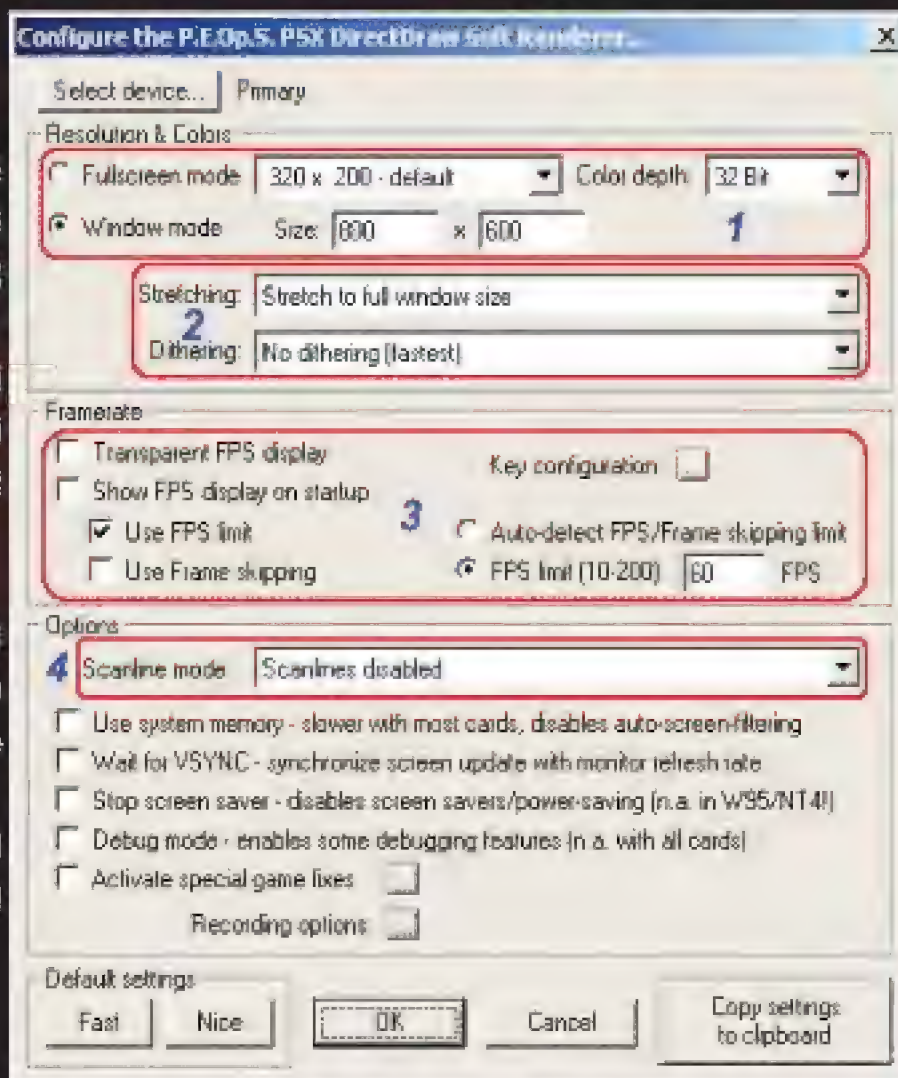 Configure the P.E.Op.S. PSX DirectDraw Soft Renderer...
Select device... Primary
Resolution & Colors
Fullscreen mode 320 x 200 - default Color depth: 32 Bit
Window mode Size: 800 x 600 1
Stretching: Stretch to full window size
2
Dithering: No dithering (fastest)
Framerate
Transparent FPS display
Key configuration ...
Show FPS display on startup
3
Use FPS limit Auto-detect FPS/Frame skipping limit
Use Frame skipping FPS limit (10-200) 60 FPS
Options
4 Scanline mode Scanlines disabled
Use system memory - slower with most cards, disables auto-screen-filtering
Wait for VSYNC - synchronize screen update with monitor refresh rate
Stop screen saver - disables screen savers/power-saving (n.a. in W95/NT4!)
Debug mode - enables some debugging features (n.a. with all cards)
Activate special game fixes ...
Recording options ...
Default settings
Fast Nice OK Cancel Copy settings
to clipboard